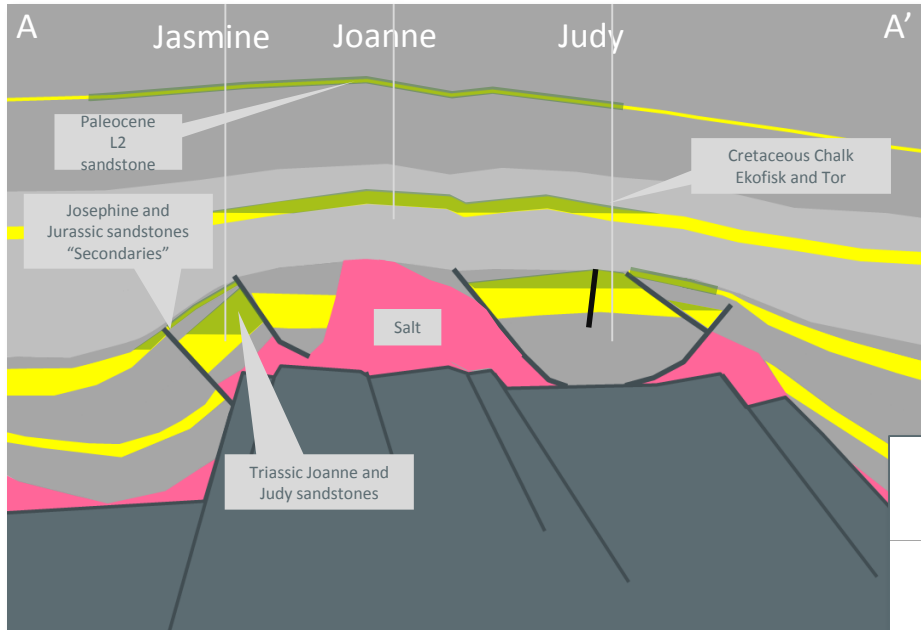 A
Jasmine
Joanne
Judy
A’
Paleocene
L2
sandstone
Cretaceous Chalk
Ekofisk and Tor
Josephine and
Jurassic sandstones
“Secondaries”
Salt
Triassic Joanne and
Judy sandstones